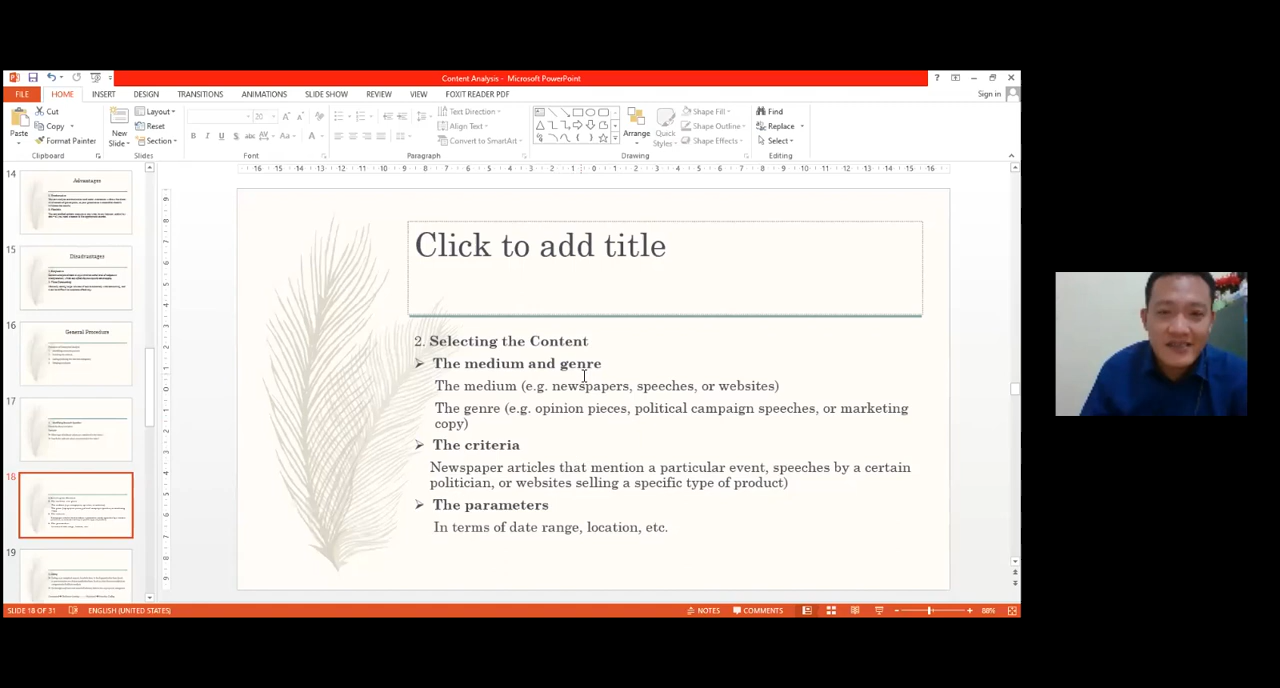 Content Analysis - Microsoft PowerPoint
FILE HOME INSERT DESIGN TRANSITIONS ANIMATIONS SLIDE SHOW REVIEW VIEW FOXIT READER PDF Sign in
Paste
Cut
Copy
Format Painter
Clipboard
New Slide
Layout
Reset
Section
Slides
20
Font
Text Direction
Align Text
Convert to SmartArt
Paragraph
Arrange
Quick Styles
Shape Fill
Shape Outline
Shape Effects
Drawing
Find
Replace
Select
Editing
14
Advantages
15
Disadvantages
16
General Procedure
17
18
19
Click to add title
2. Selecting the Content
➢ The medium and genre
The medium (e.g. newspapers, speeches, or websites)
The genre (e.g. opinion pieces, political campaign speeches, or marketing
copy)
➢ The criteria
Newspaper articles that mention a particular event, speeches by a certain
politician, or websites selling a specific type of product)
➢ The parameters
In terms of date range, location, etc.
SLIDE 18 OF 31 ENGLISH (UNITED STATES) NOTES COMMENTS 88%